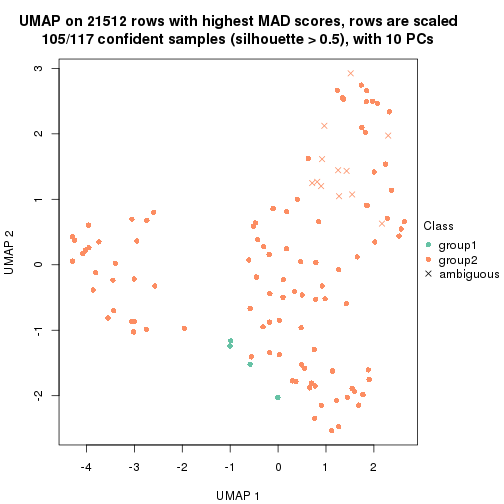 UMAP on 21512 rows with highest MAD scores, rows are scaled
105/117 confident samples (silhouette > 0.5), with 10 PCs
3
2
1
0
-1
-2
UMAP 2
-4
-3
-2
-1
0
1
2
UMAP 1
Class
group1
group2
ambiguous